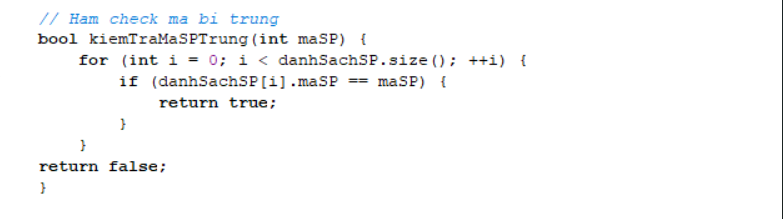 // Ham check ma bi trung
bool kiemTraMaSPTrung(int maSP) {
    for (int i = 0; i < danhSachSP.size(); ++i) {
        if (danhSachSP[i].maSP == maSP) {
            return true;
        }
    }
return false;
}